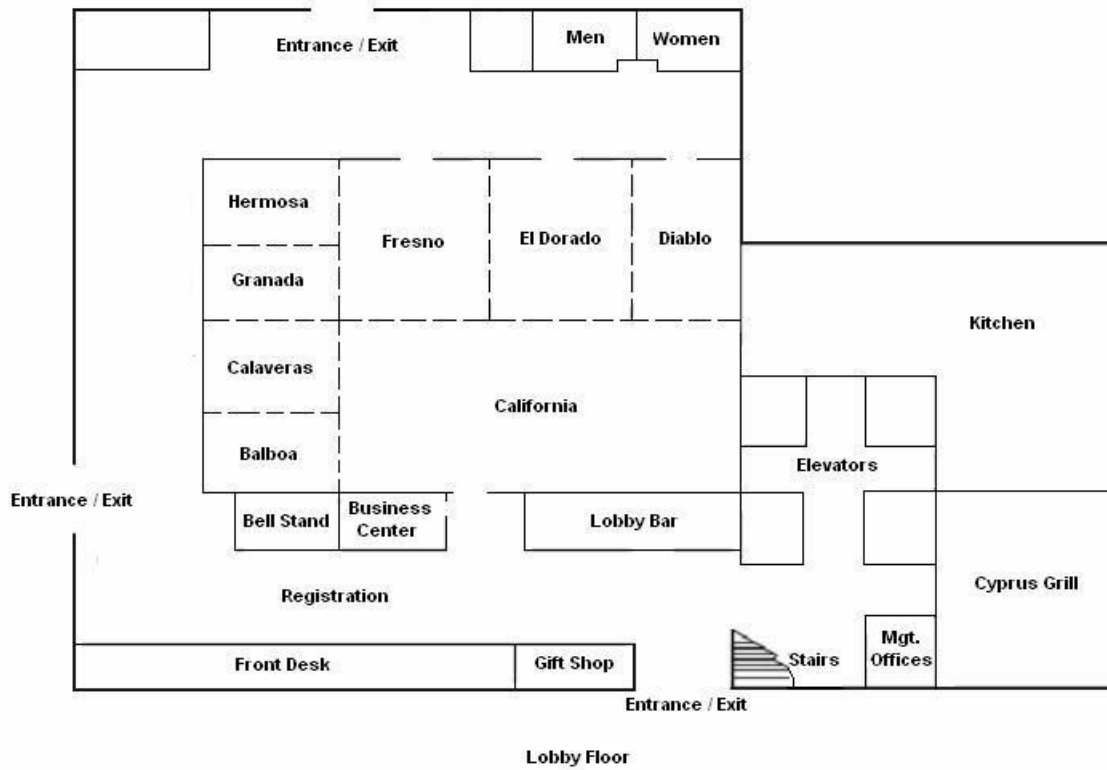 Entrance / Exit
Men
Women
Hermosa
Fresno
El Dorado
Diablo
Granada
Kitchen
Calaveras
California
Balboa
Elevators
Entrance / Exit
Bell Stand
Business
Center
Lobby Bar
Cyprus Grill
Registration
Front Desk
Gift Shop
Stairs
Mgt.
Offices
Entrance / Exit
Lobby Floor